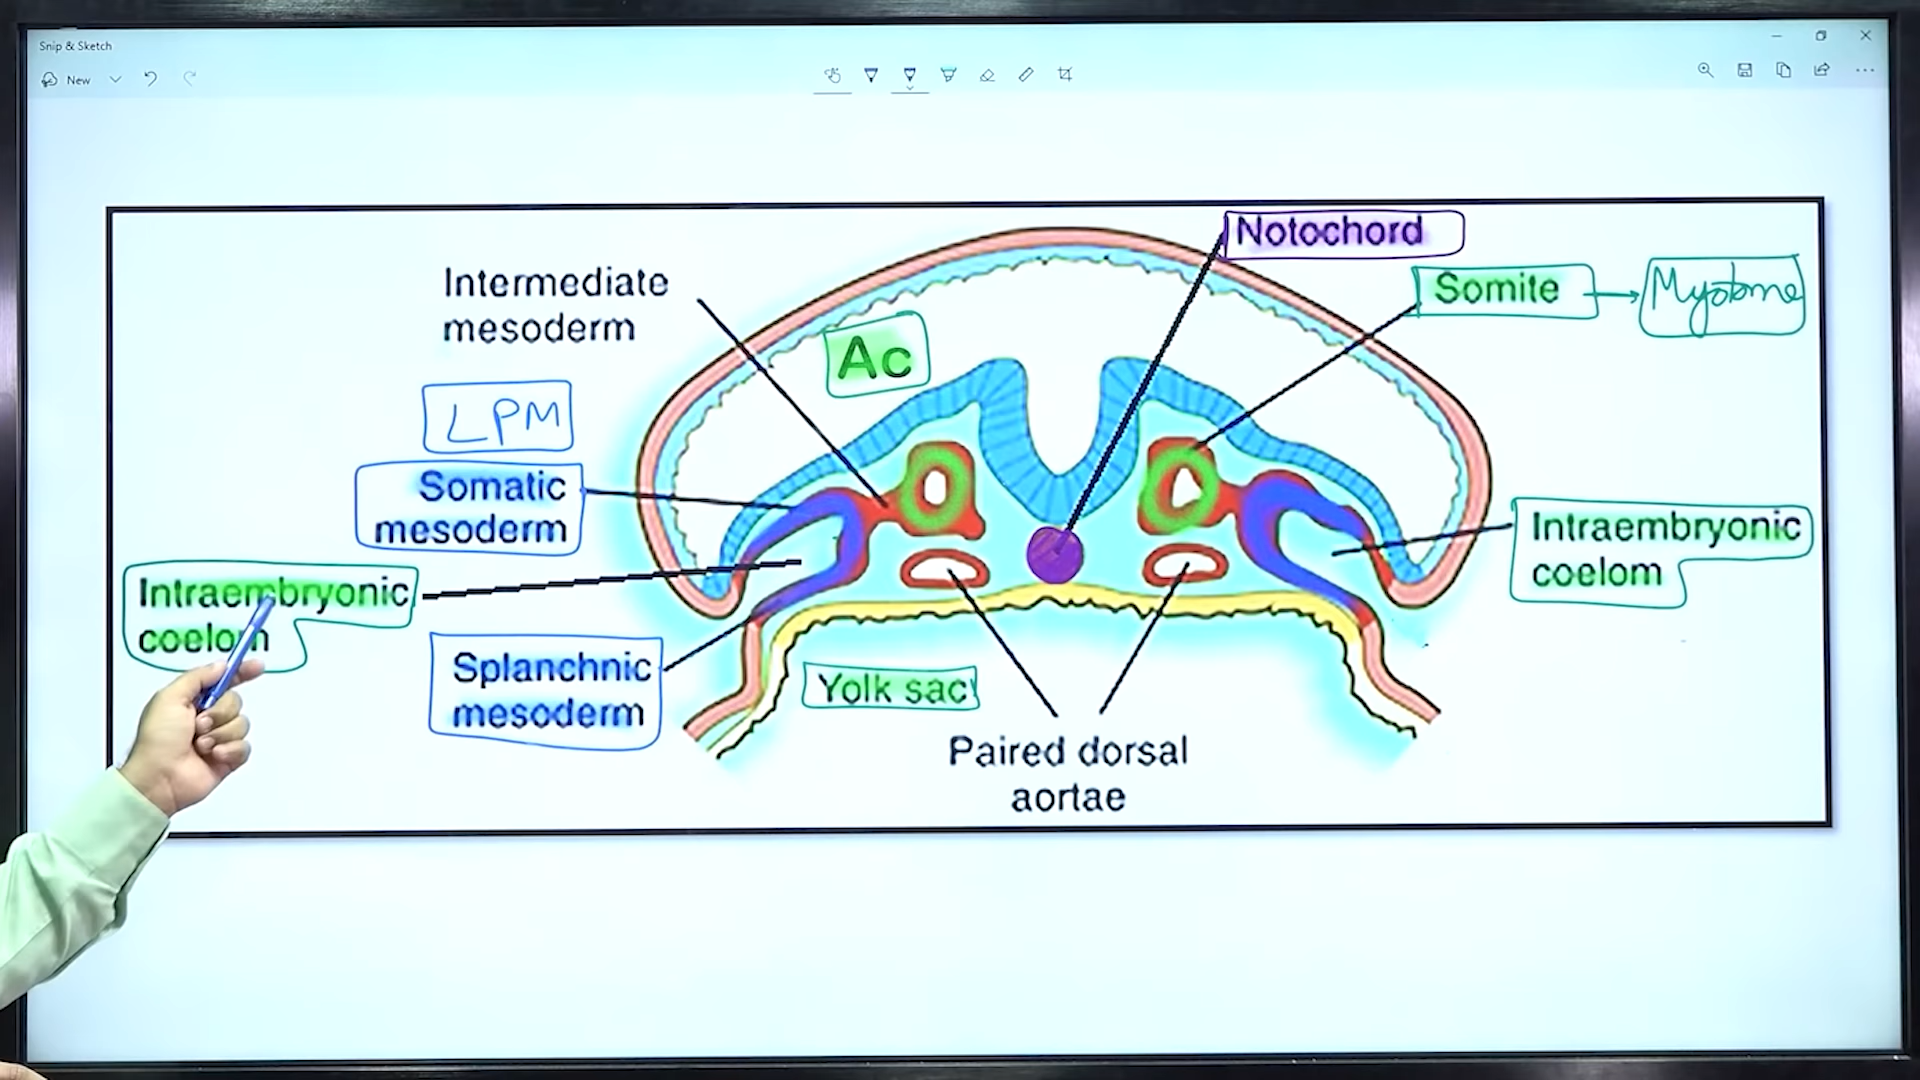 Snip & Sketch
New
Notochord
Intermediate
mesoderm
Somite
Myotome
Ac
LPM
Somatic
mesoderm
Intraembryonic
coelom
Intraembryonic
coelom
Splanchnic
mesoderm
Yolk sac
Paired dorsal
aortae